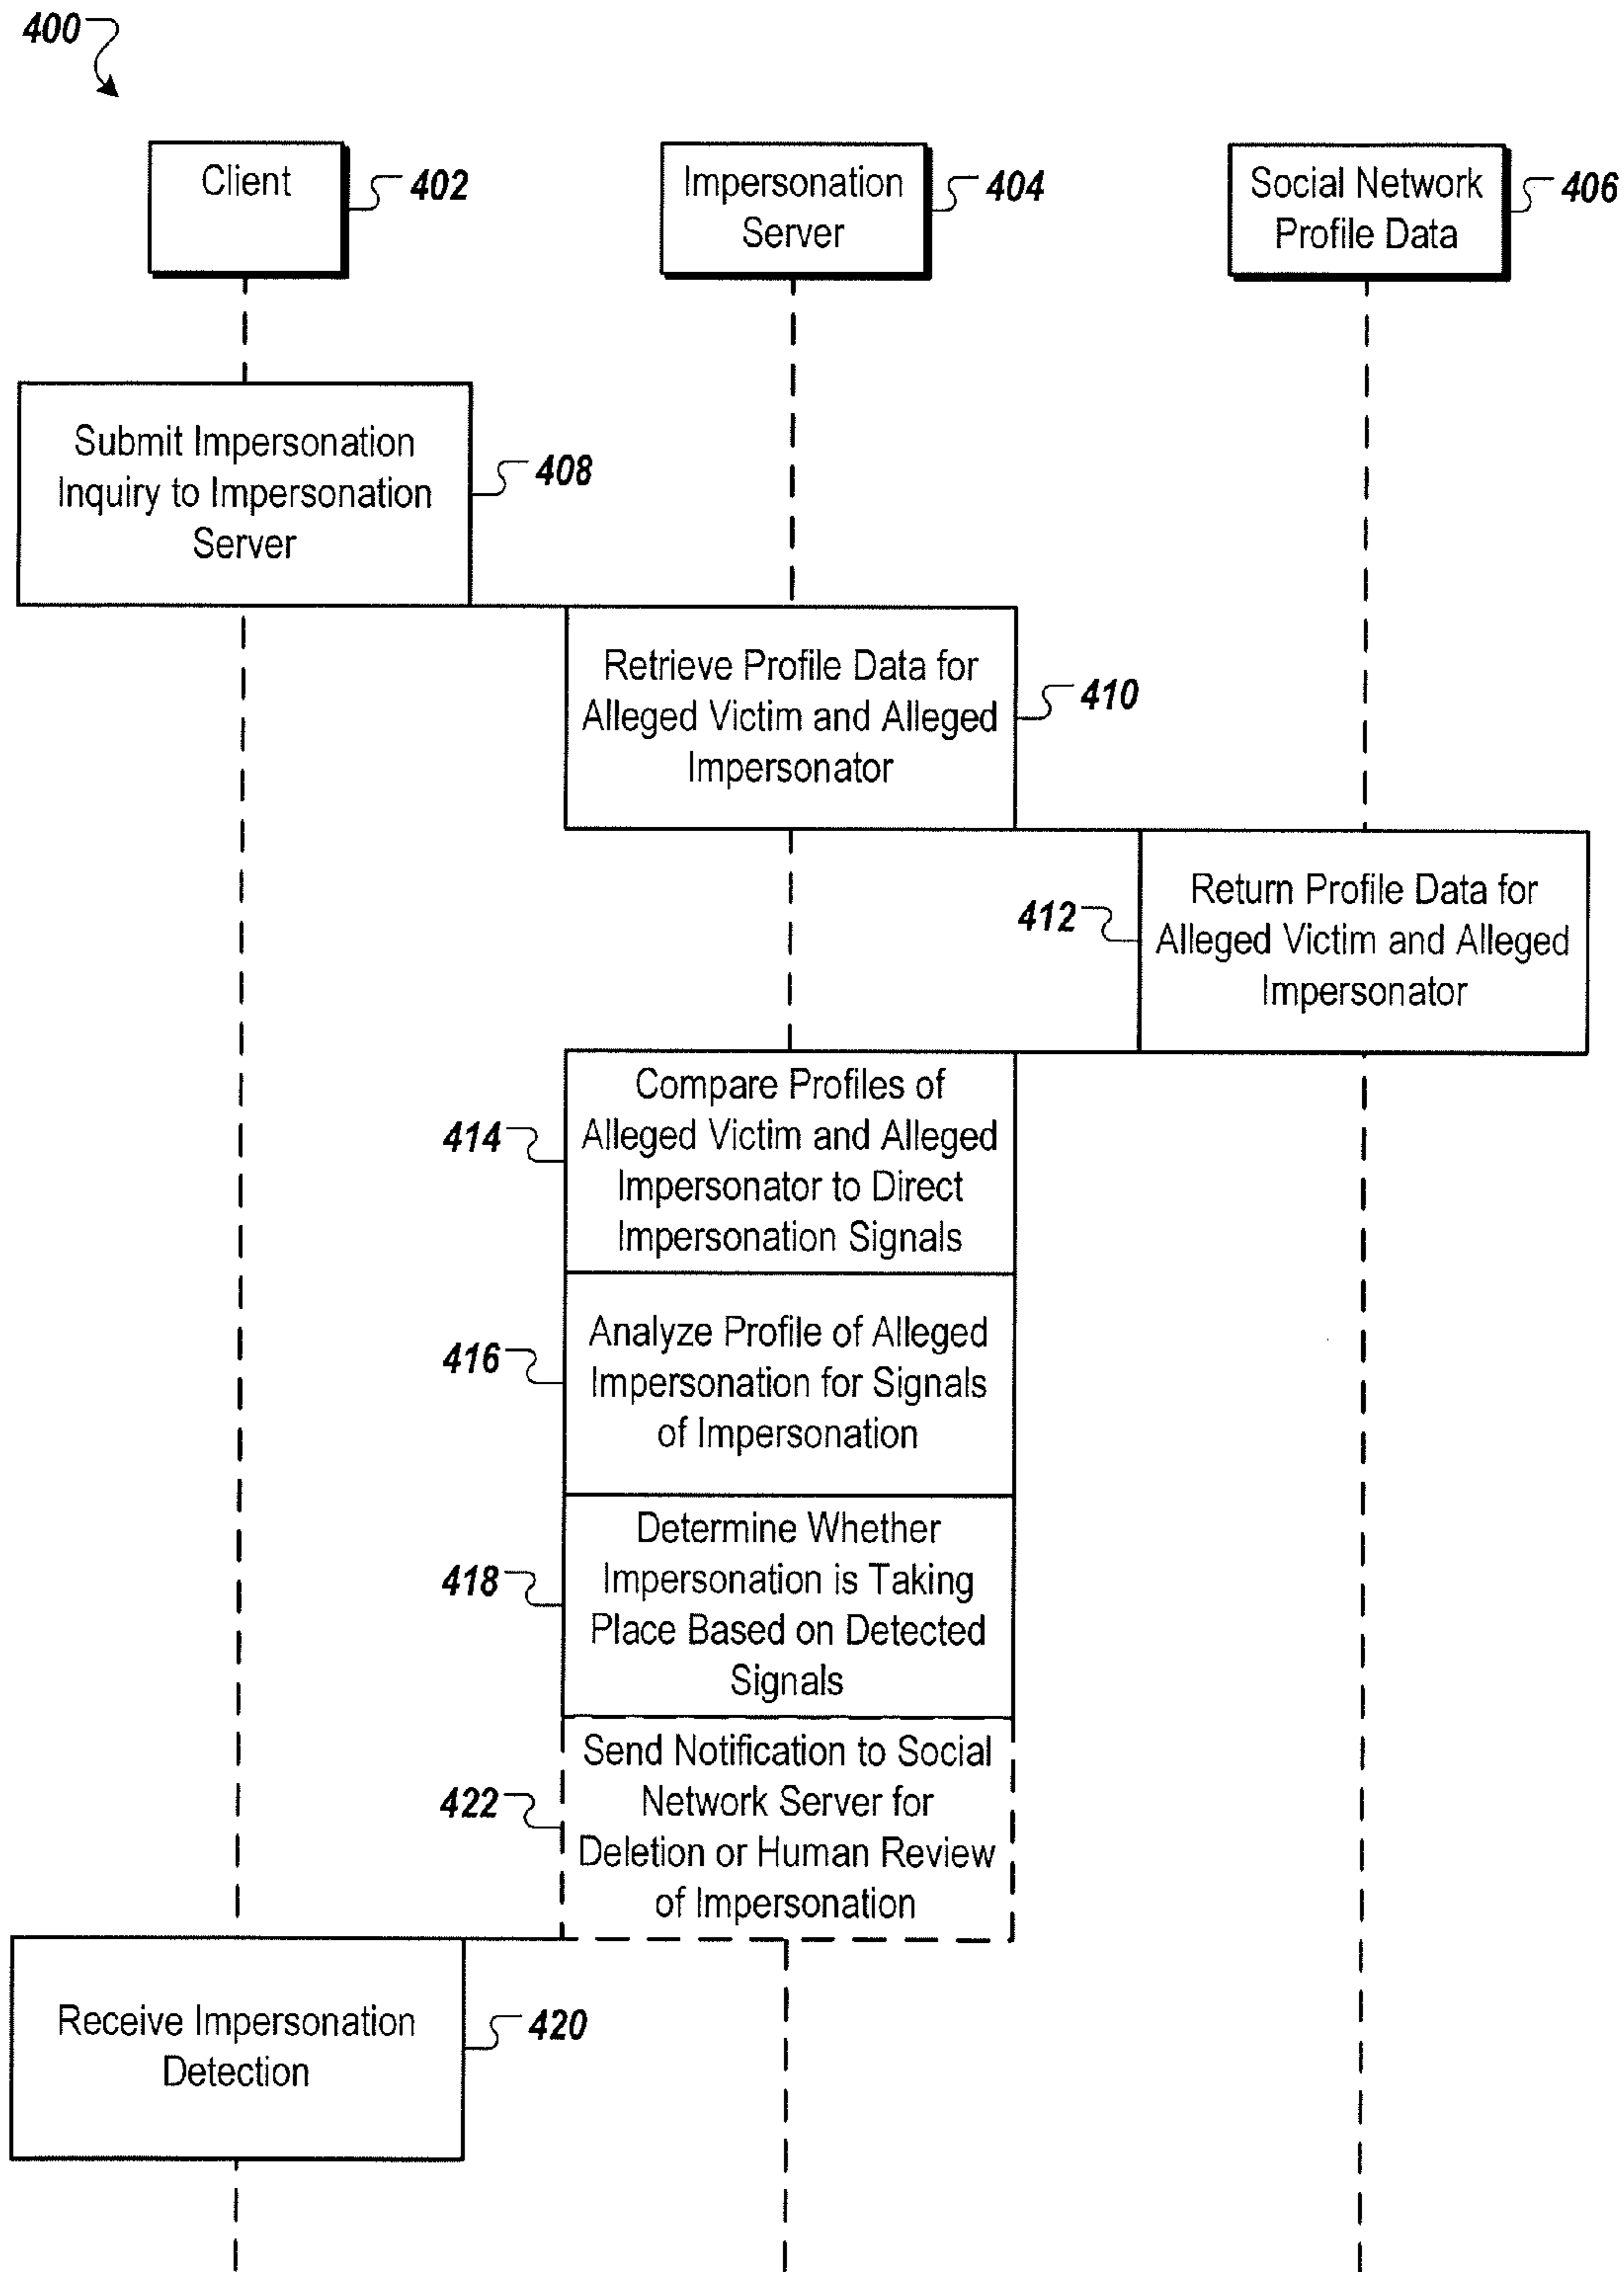 400
Client
402
Impersonation
Server
404
Social Network
Profile Data
406
Submit Impersonation
Inquiry to Impersonation
Server
408
Retrieve Profile Data for
Alleged Victim and Alleged
Impersonator
410
412
Return Profile Data for
Alleged Victim and Alleged
Impersonator
414
Compare Profiles of
Alleged Victim and Alleged
Impersonator to Direct
Impersonation Signals
416
Analyze Profile of Alleged
Impersonation for Signals
of Impersonation
418
Determine Whether
Impersonation is Taking
Place Based on Detected
Signals
422
Send Notification to Social
Network Server for
Deletion or Human Review
of Impersonation
Receive Impersonation
Detection
420